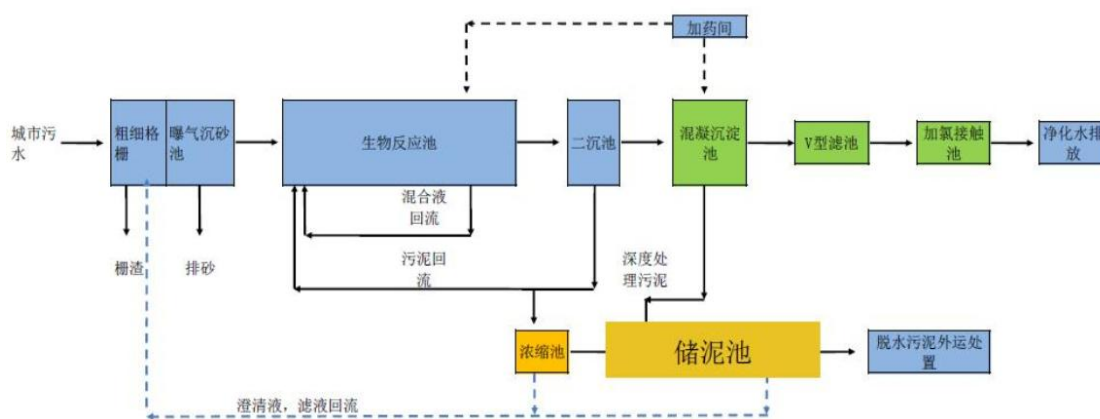 加药间
城市污
水
粗细格
栅
曝气沉砂
池
生物反应池
二沉池
混凝沉淀
池
V型滤池
加氯接触
池
净化水排
放
混合液
回流
栅渣
排砂
污泥回
流
深度处
理污泥
浓缩池
储泥池
脱水污泥外运处
置
澄清液，滤液回流